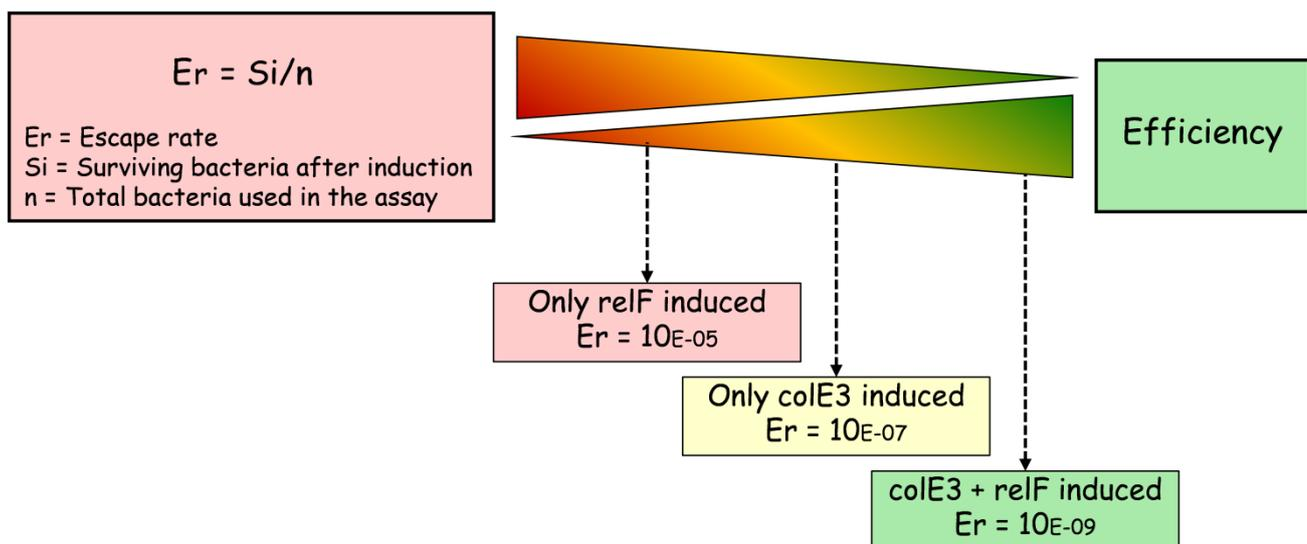 Er = Si/n
Er = Escape rate
Si = Surviving bacteria after induction
n = Total bacteria used in the assay
Efficiency
Only relF induced
Er = 10E-05
Only colE3 induced
Er = 10E-07
colE3 + relF induced
Er = 10E-09